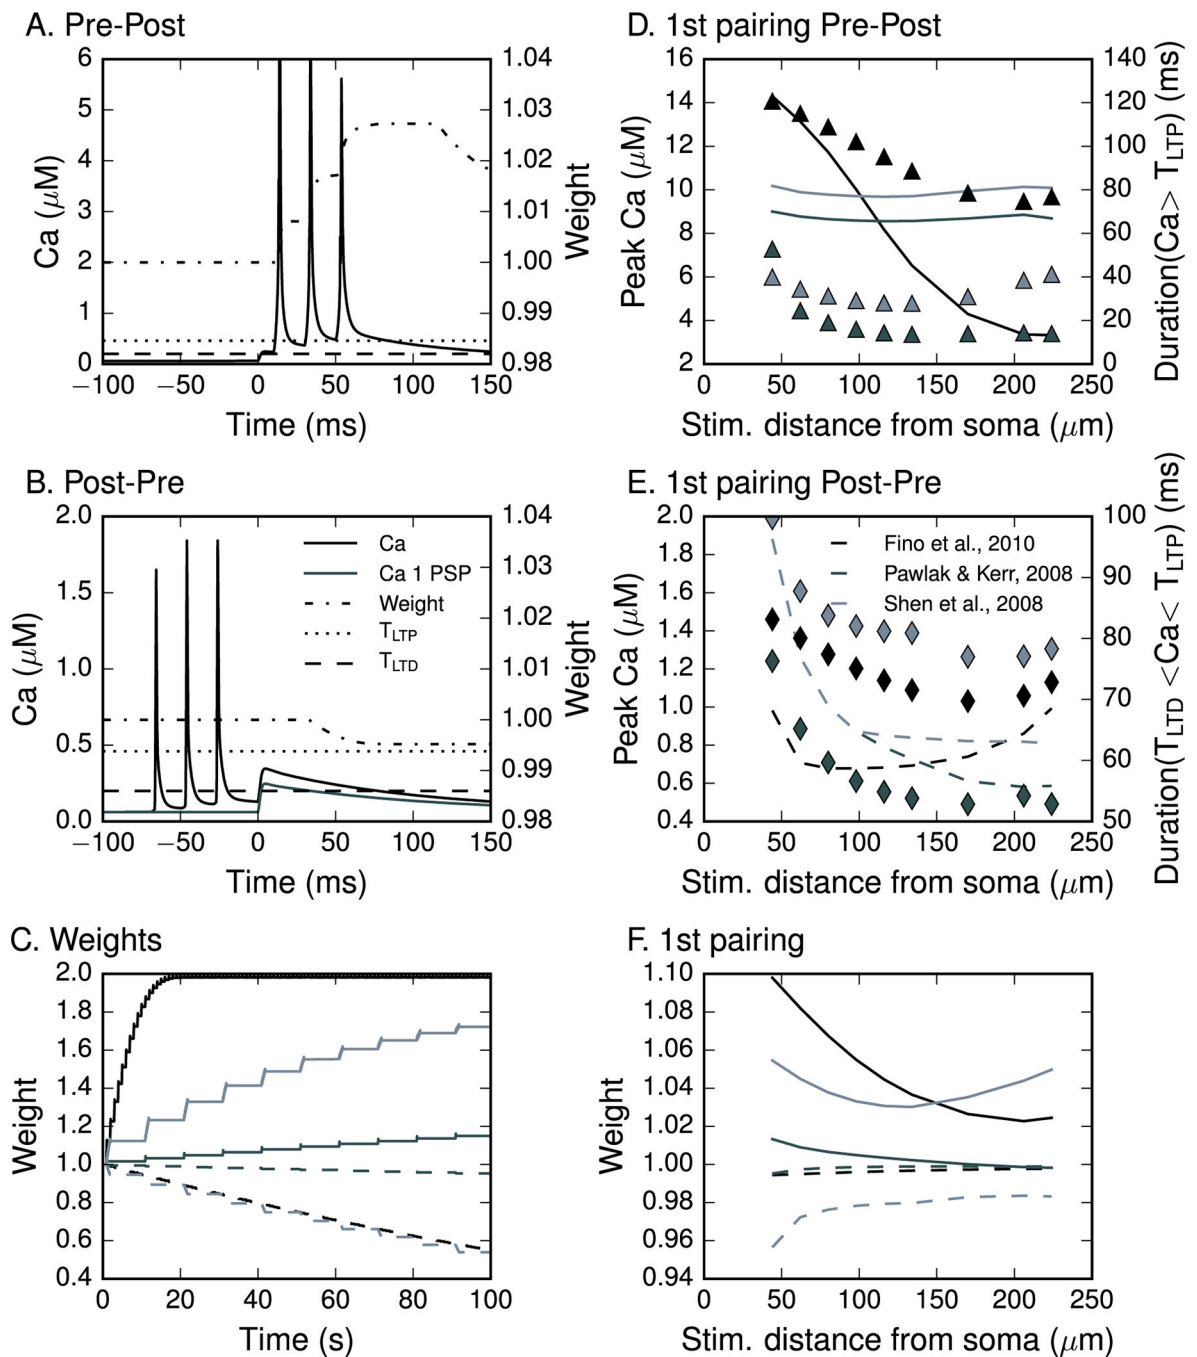 A. Pre-Post
6
5
4
3
2
1
0
Ca (μM)
1.04
1.03
1.02
1.01
1.00
0.99
0.98
Weight
−100 −50 0 50 100 150
Time (ms)
D. 1st pairing Pre-Post
16
14
12
10
8
6
4
2
Peak Ca (μM)
140
120
100
80
60
40
20
0
Duration(Ca> T_LTP) (ms)
0 50 100 150 200 250
Stim. distance from soma (μm)
B. Post-Pre
2.0
1.5
1.0
0.5
0.0
Ca (μM)
Ca
Ca 1 PSP
Weight
T_LTP
T_LTD
1.04
1.03
1.02
1.01
1.00
0.99
0.98
Weight
−100 −50 0 50 100 150
Time (ms)
E. 1st pairing Post-Pre
2.0
1.8
1.6
1.4
1.2
1.0
0.8
0.6
0.4
Peak Ca (μM)
Fino et al., 2010
Pawlak & Kerr, 2008
Shen et al., 2008
100
90
80
70
60
50
Duration(T_LTD <Ca< T_LTP) (ms)
0 50 100 150 200 250
Stim. distance from soma (μm)
C. Weights
2.0
1.8
1.6
1.4
1.2
1.0
0.8
0.6
0.4
Weight
0 20 40 60 80 100
Time (s)
F. 1st pairing
1.10
1.08
1.06
1.04
1.02
1.00
0.98
0.96
0.94
Weight
0 50 100 150 200 250
Stim. distance from soma (μm)